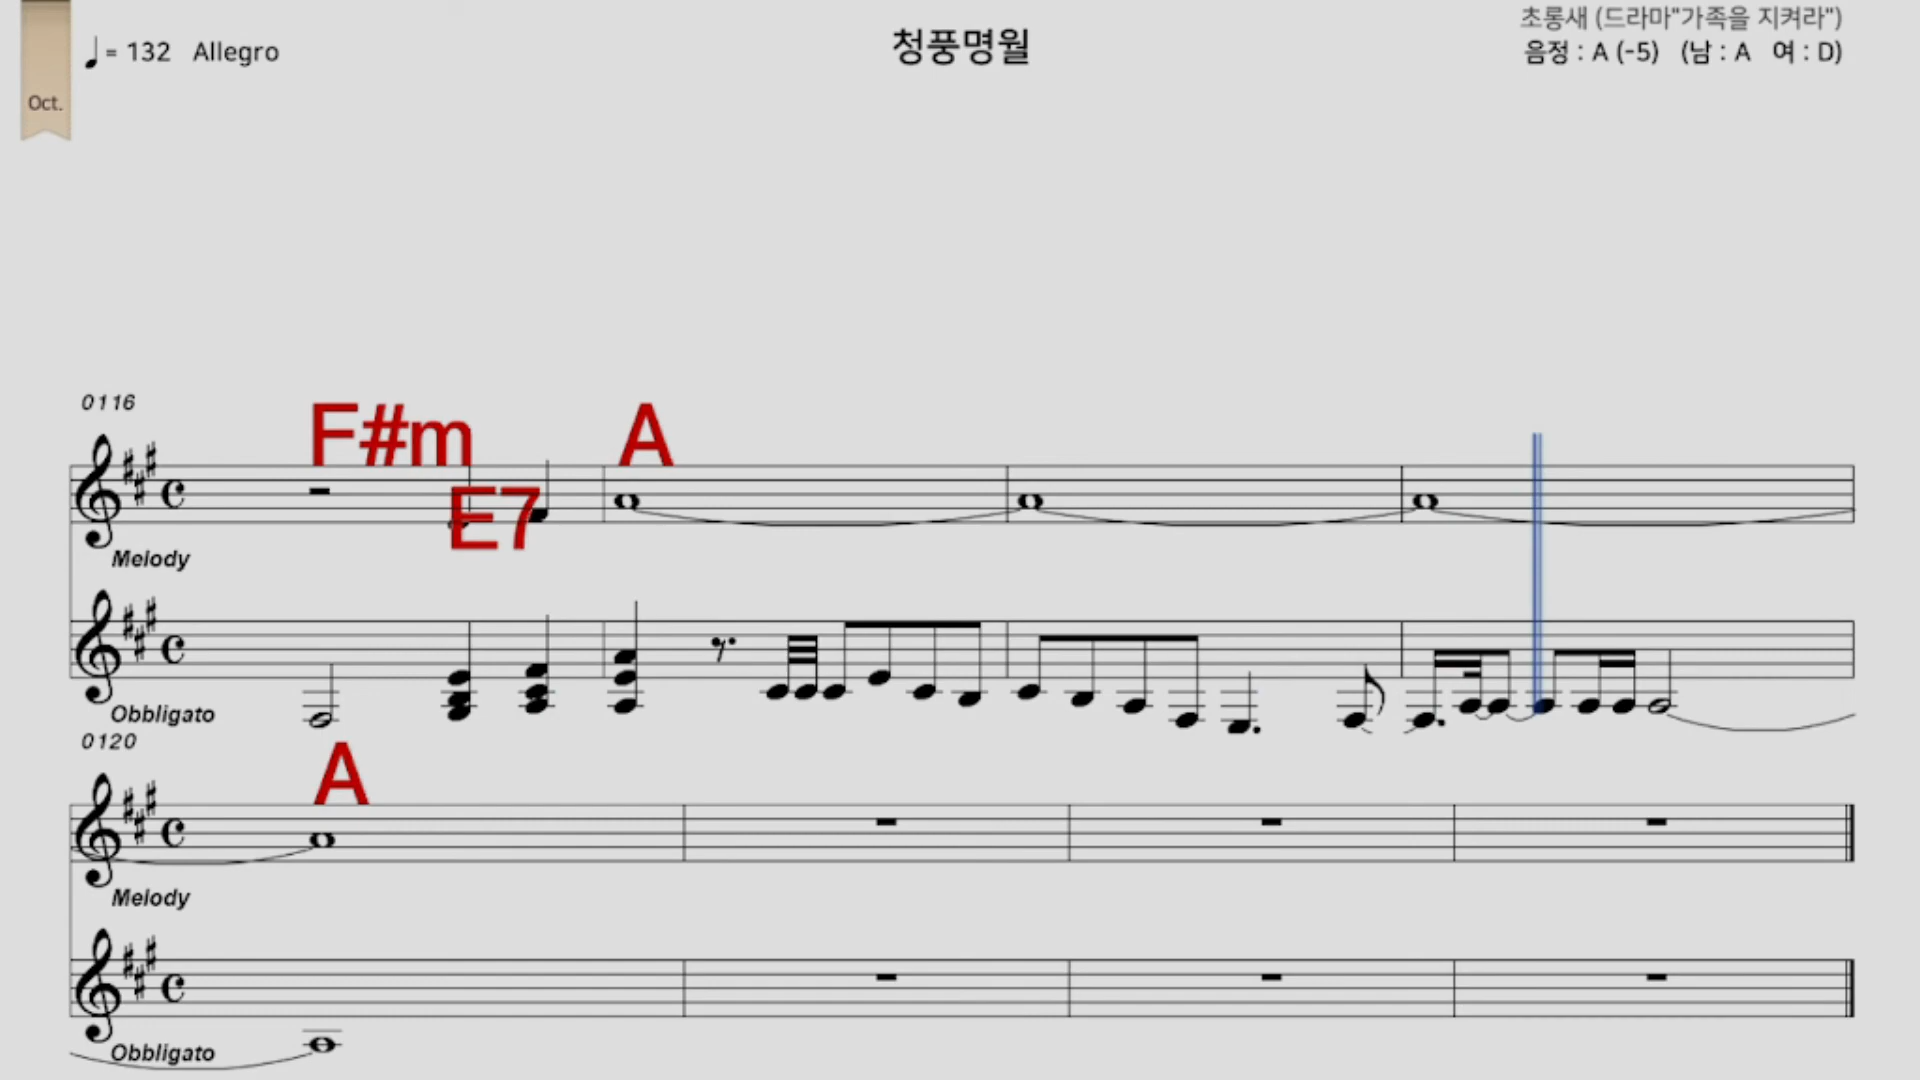 초롱새 (드라마"가족을 지켜라")
♩= 132 Allegro
청풍명월
음정 : A (-5) (남 : A 여 : D)
Oct.
0116
F#m
E7
A
Melody
Obbligato
0120
A
Melody
Obbligato